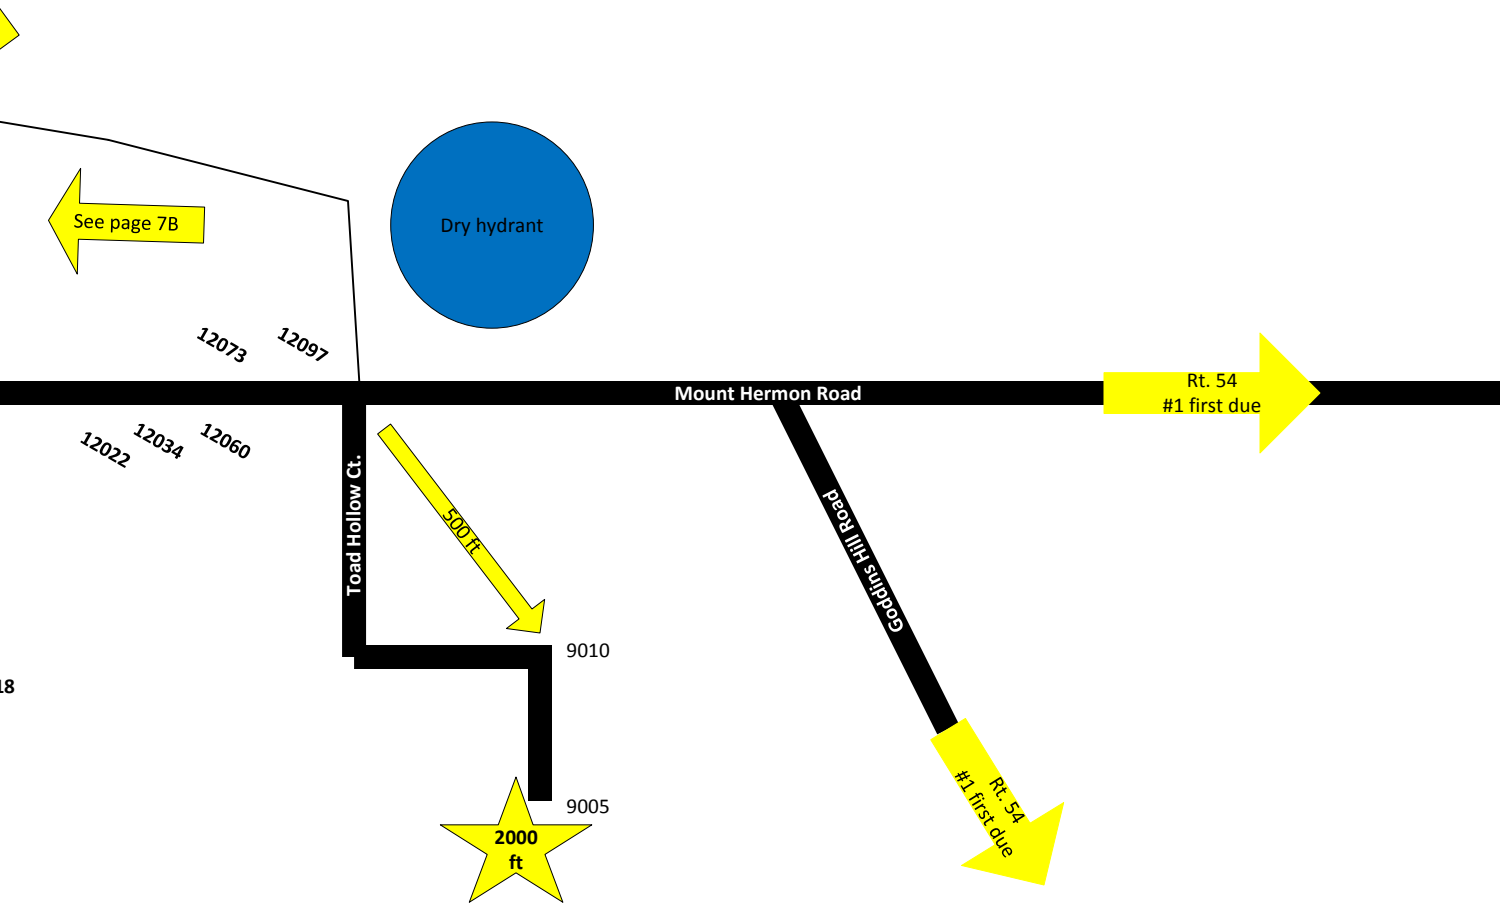 Dry hydrant
See page 7B
12073
12097
Mount Hermon Road
Rt. 54
#1 first due
12022
12034
12060
Toad Hollow Ct.
500 ft
Goddins Hill Road
9010
18
Rt. 54
#1 first due
9005
2000
ft